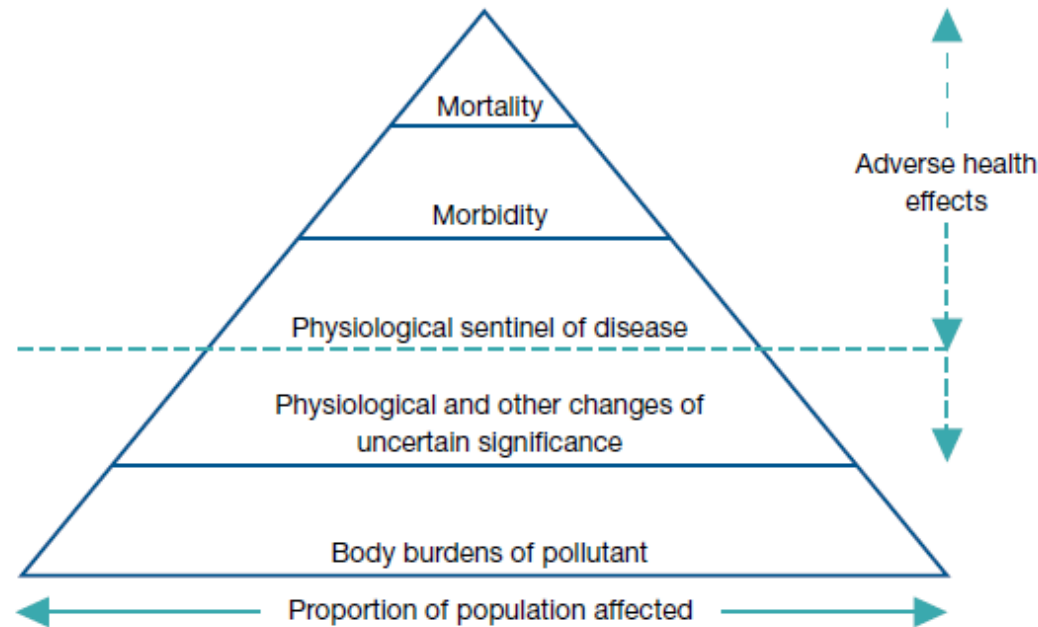 Mortality
Adverse health
effects
Morbidity
Physiological sentinel of disease
Physiological and other changes of
uncertain significance
Body burdens of pollutant
Proportion of population affected